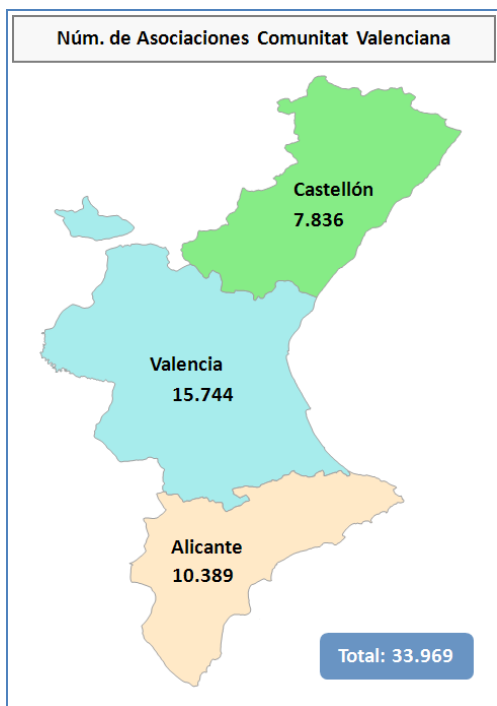 Núm. de Asociaciones Comunitat Valenciana
Castellón
7.836
Valencia
15.744
Alicante
10.389
Total: 33.969